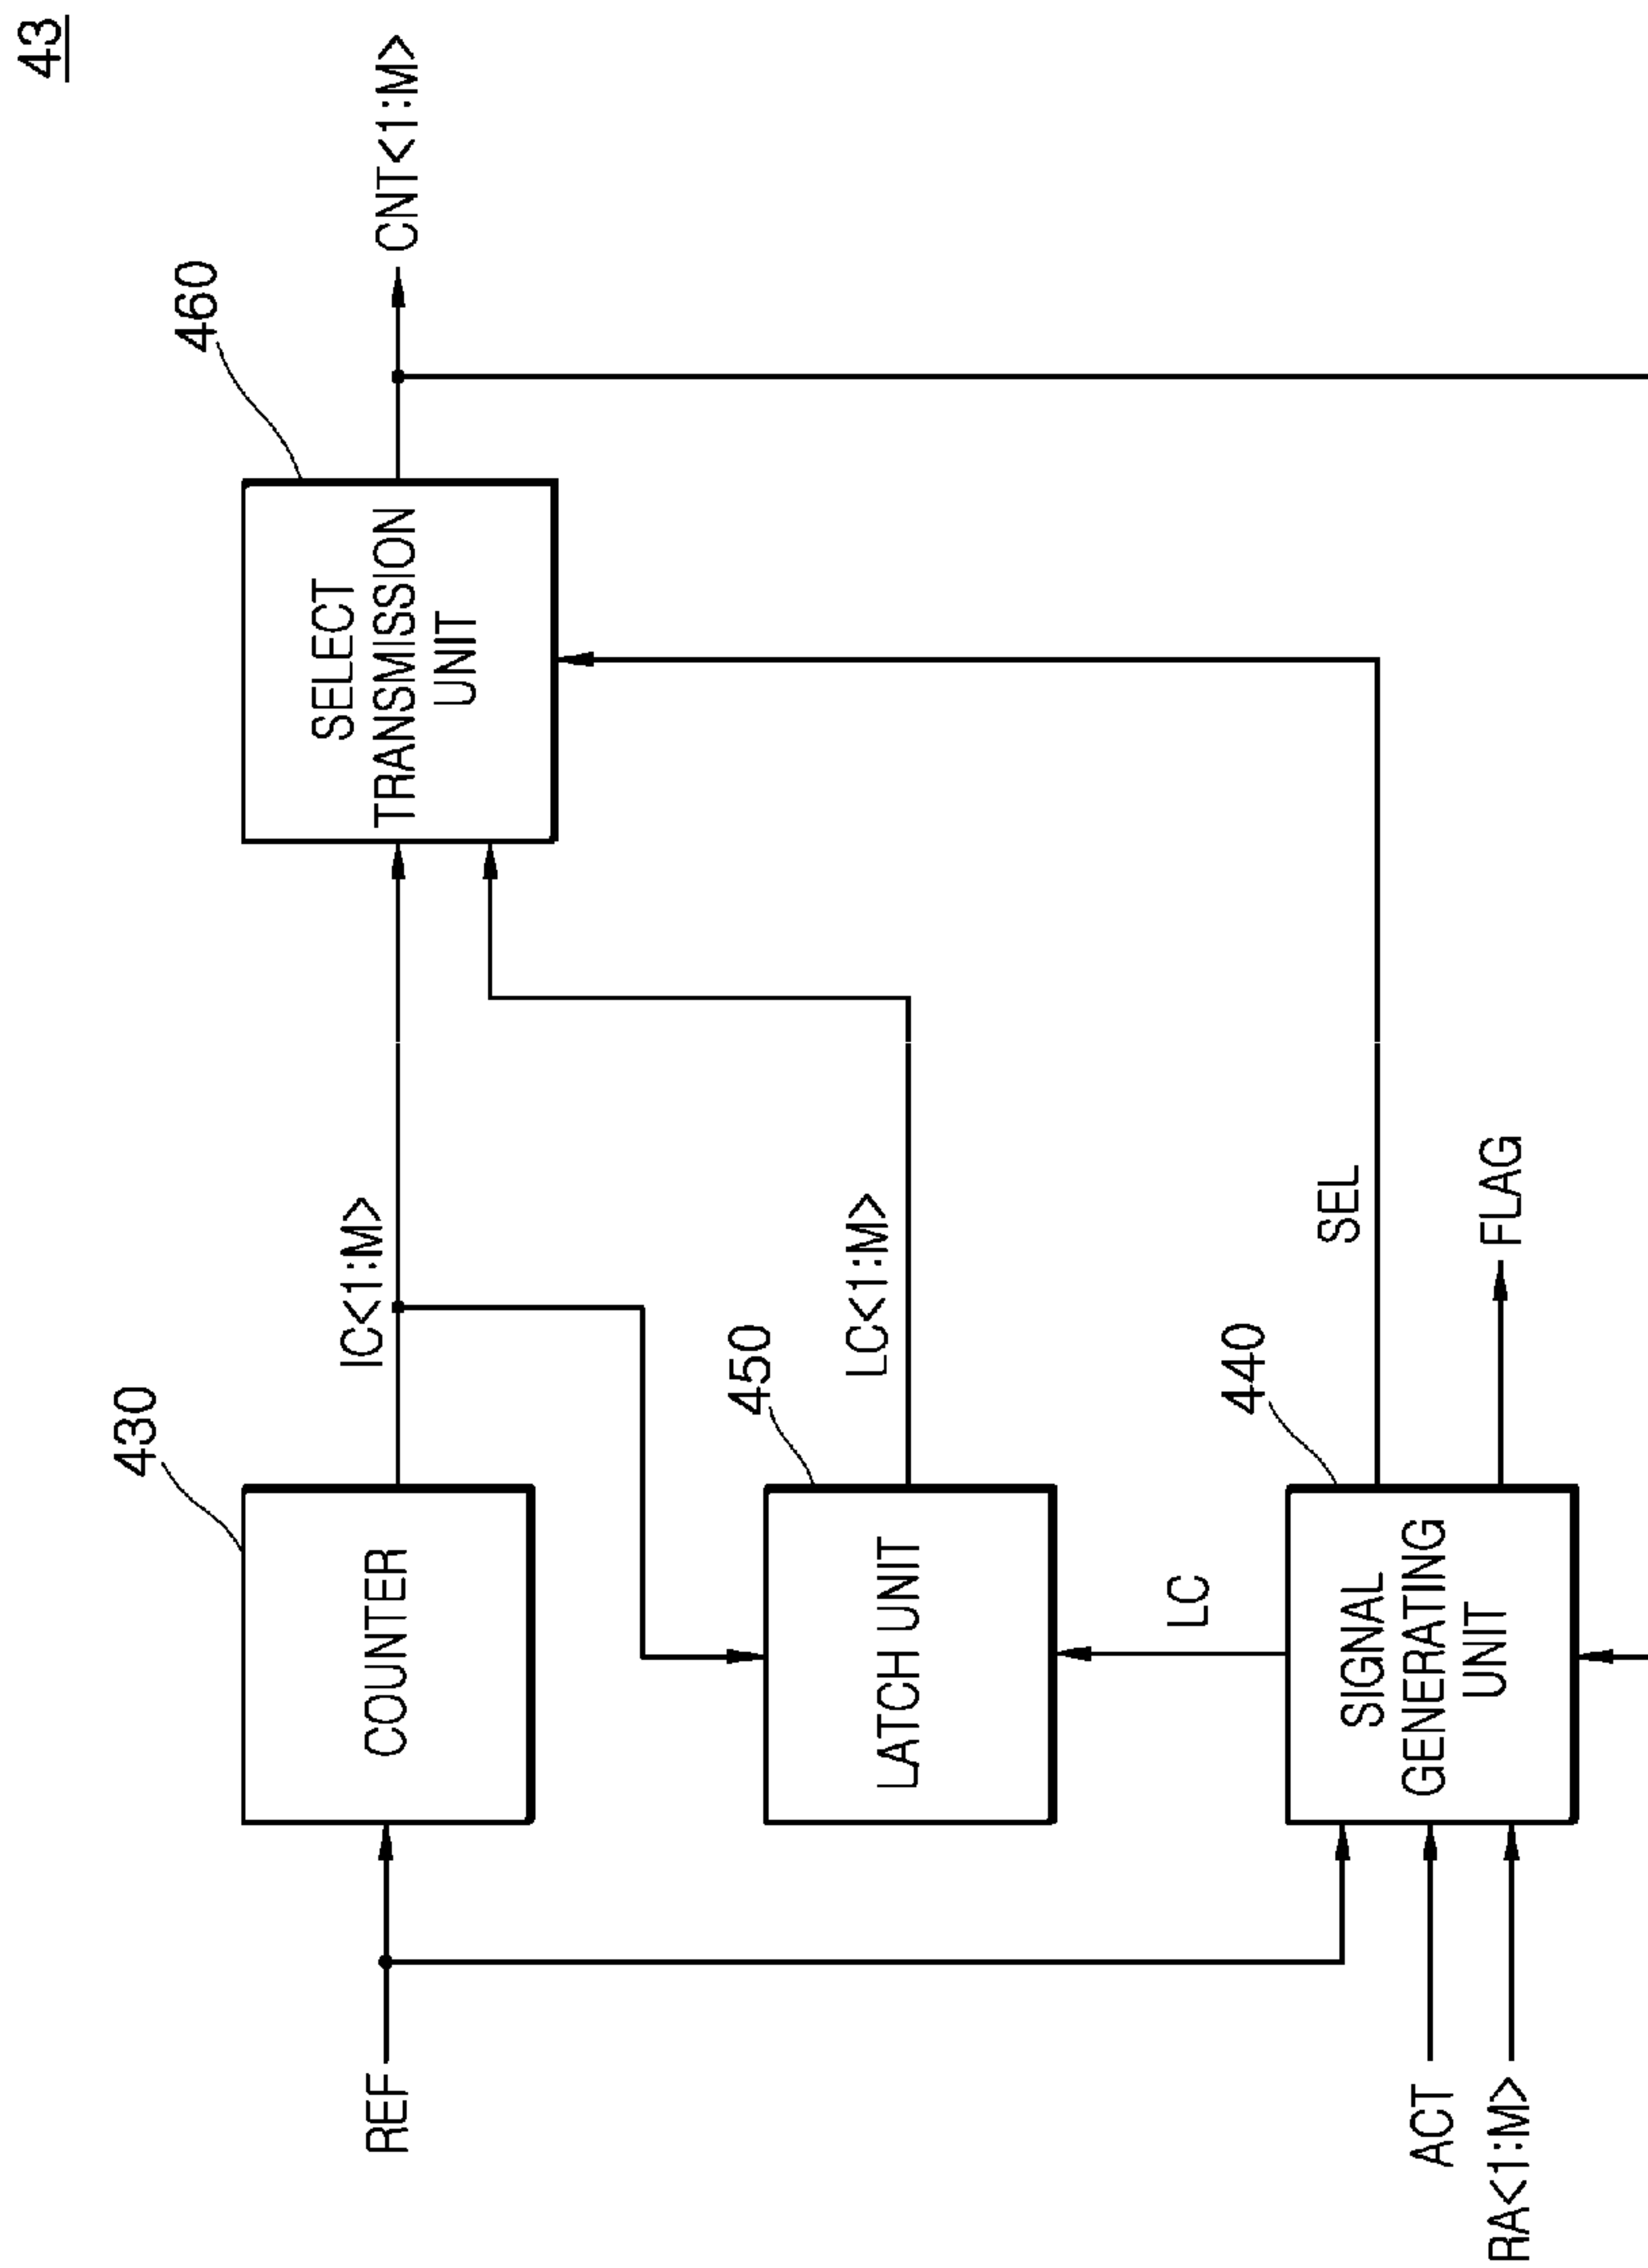 43
REF
430
COUNTER
IC<1:M>
460
SELECT
TRANSMISSION
UNIT
CNT<1:M>
450
LATCH UNIT
LC<1:M>
LC
440
SIGNAL
GENERATING
UNIT
SEL
FLAG
ACT
RA<1:M>